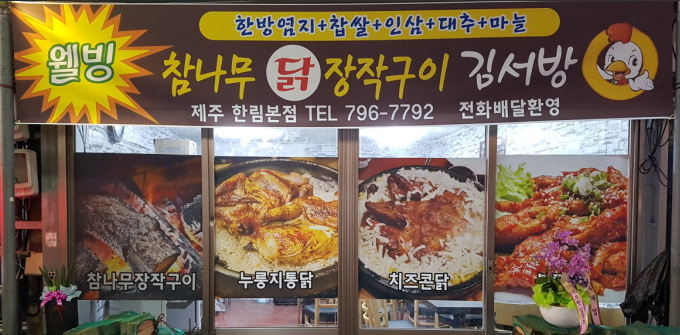 한방염지+찹쌀+인삼+대추+마늘
웰빙
참나무 닭 장작구이 김서방
제주 한림본점 TEL 796-7792 전화배달환영
참나무장작구이
누룽지통닭
치즈콘닭